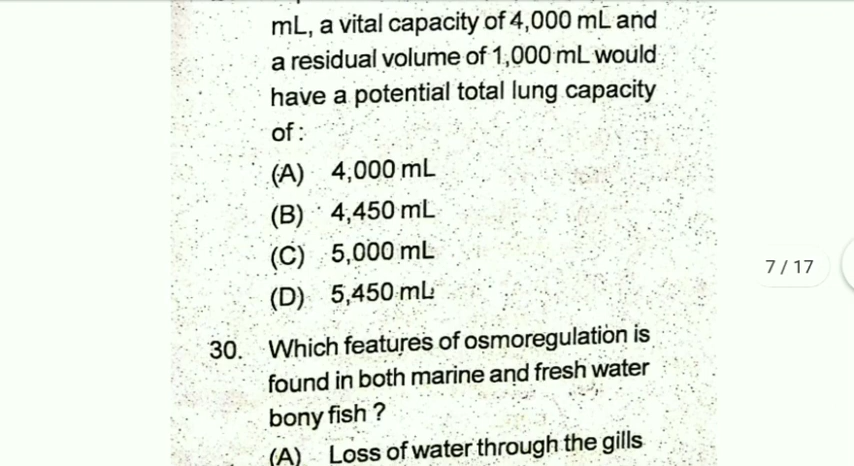 mL, a vital capacity of 4,000 mL and
a residual volume of 1,000 mL would
have a potential total lung capacity
of :
(A) 4,000 mL
(B) 4,450 mL
(C) 5,000 mL
(D) 5,450 mL
7 / 17
30. Which features of osmoregulation is
found in both marine and fresh water
bony fish ?
(A) Loss of water through the gills